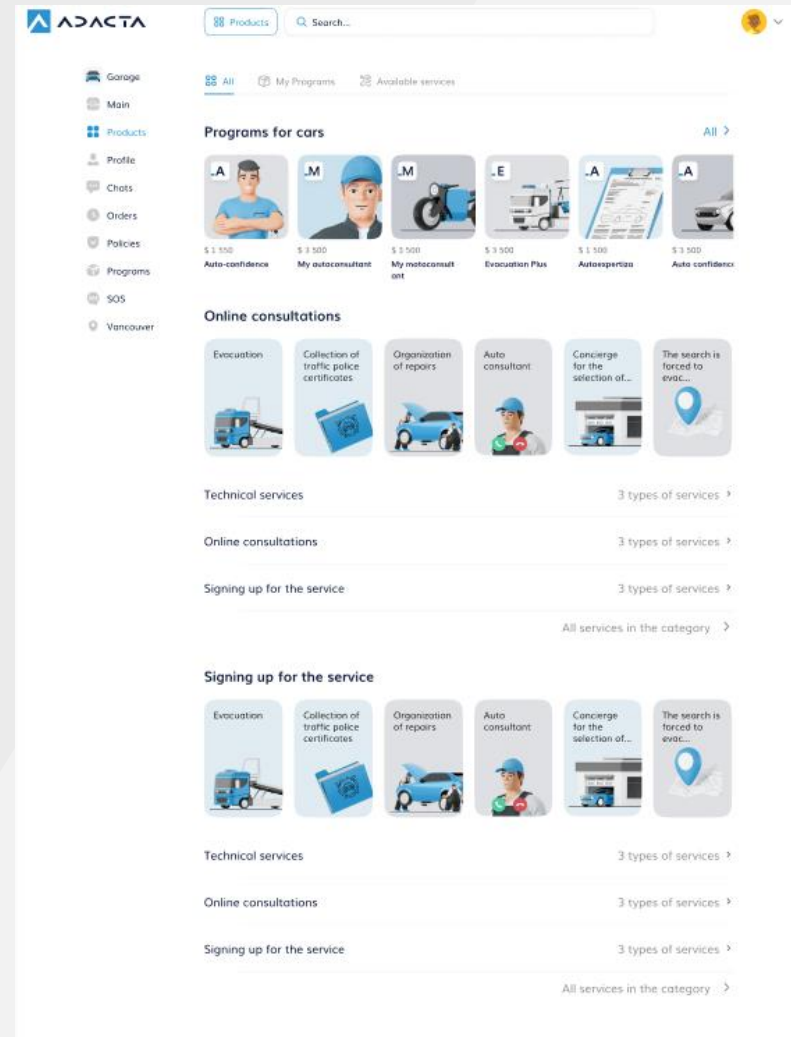 ADACTA
Products
Search...
Garage
Main
Products
Profile
Chats
Orders
Policies
Programs
SOS
Vancouver
All
My Programs
Available services
Programs for cars
All
.A
.M
.M
.E
.A
.A
$ 1 550
$ 3 500
$ 3 500
$ 3 500
$ 1 500
$ 3 500
Auto-confidence
My autoconsultant
My motoconsult
ant
Evacuation Plus
Autoexpertiza
Auto confidence
Online consultations
Evacuation
Collection of
traffic police
certificates
Organization
of repairs
Auto
consultant
Concierge
for the
selection of...
The search is
forced to
evac...
Technical services
3 types of services
Online consultations
3 types of services
Signing up for the service
3 types of services
All services in the category
Signing up for the service
Evacuation
Collection of
traffic police
certificates
Organization
of repairs
Auto
consultant
Concierge
for the
selection of...
The search is
forced to
evac...
Technical services
3 types of services
Online consultations
3 types of services
Signing up for the service
3 types of services
All services in the category